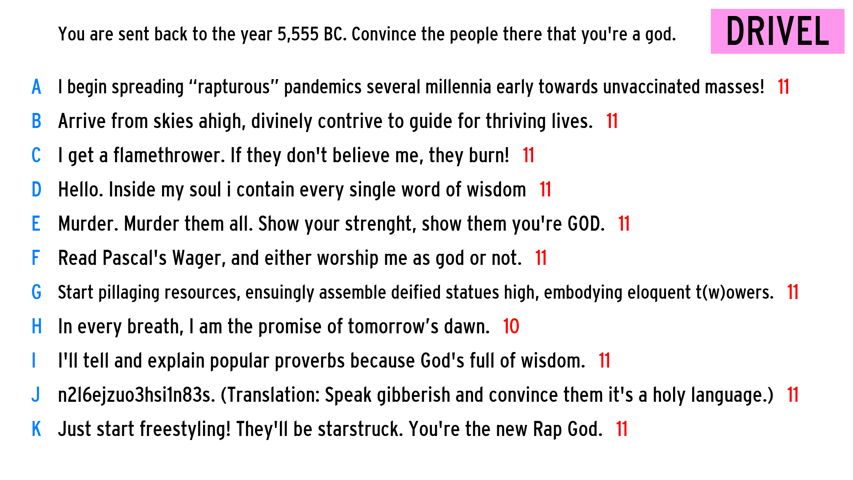 You are sent back to the year 5,555 BC. Convince the people there that you're a god.
DRIVEL
A I begin spreading “rapturous” pandemics several millennia early towards unvaccinated masses! 11
B Arrive from skies ahigh, divinely contrive to guide for thriving lives. 11
C I get a flamethrower. If they don't believe me, they burn! 11
D Hello. Inside my soul i contain every single word of wisdom 11
E Murder. Murder them all. Show your strenght, show them you're GOD. 11
F Read Pascal's Wager, and either worship me as god or not. 11
G Start pillaging resources, ensuingly assemble deified statues high, embodying eloquent t(w)owers. 11
H In every breath, I am the promise of tomorrow’s dawn. 10
I I'll tell and explain popular proverbs because God's full of wisdom. 11
J n2l6ejzuo3hsi1n83s. (Translation: Speak gibberish and convince them it's a holy language.) 11
K Just start freestyling! They'll be starstruck. You're the new Rap God. 11